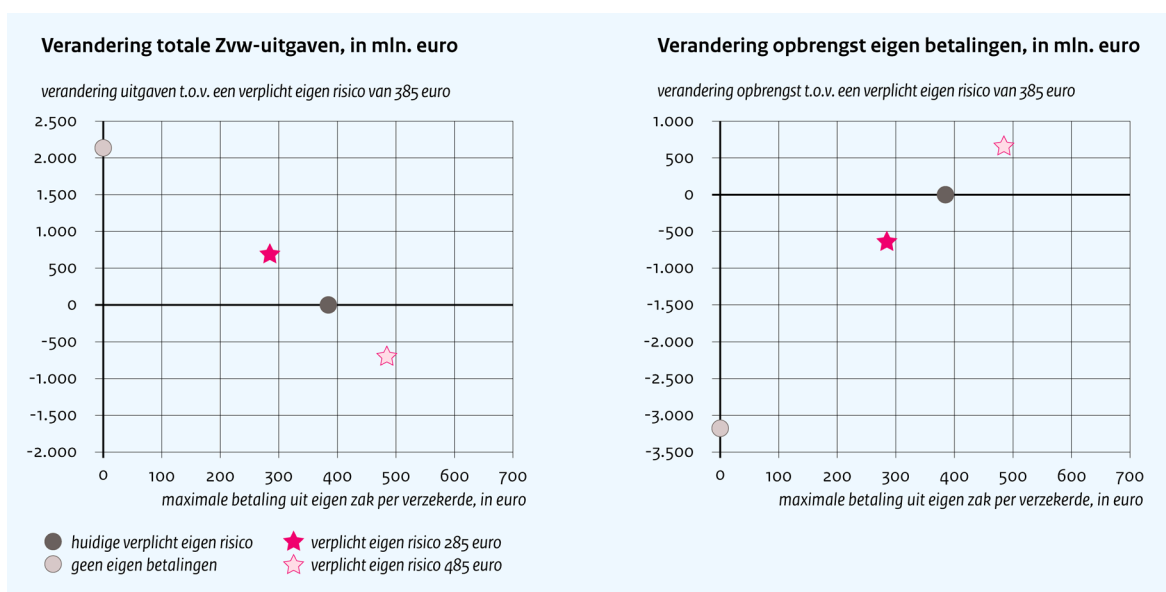 Verandering totale Zvw-uitgaven, in mln. euro
verandering uitgaven t.o.v. een verplicht eigen risico van 385 euro
2.500
2.000
1.500
1.000
500
0
-500
-1.000
-1.500
-2.000
0 100 200 300 400 500 600 700
maximale betaling uit eigen zak per verzekerde, in euro
Verandering opbrengst eigen betalingen, in mln. euro
verandering opbrengst t.o.v. een verplicht eigen risico van 385 euro
1.000
500
0
-500
-1.000
-1.500
-2.000
-2.500
-3.000
-3.500
0 100 200 300 400 500 600 700
maximale betaling uit eigen zak per verzekerde, in euro
huidige verplicht eigen risico
geen eigen betalingen
verplicht eigen risico 285 euro
verplicht eigen risico 485 euro